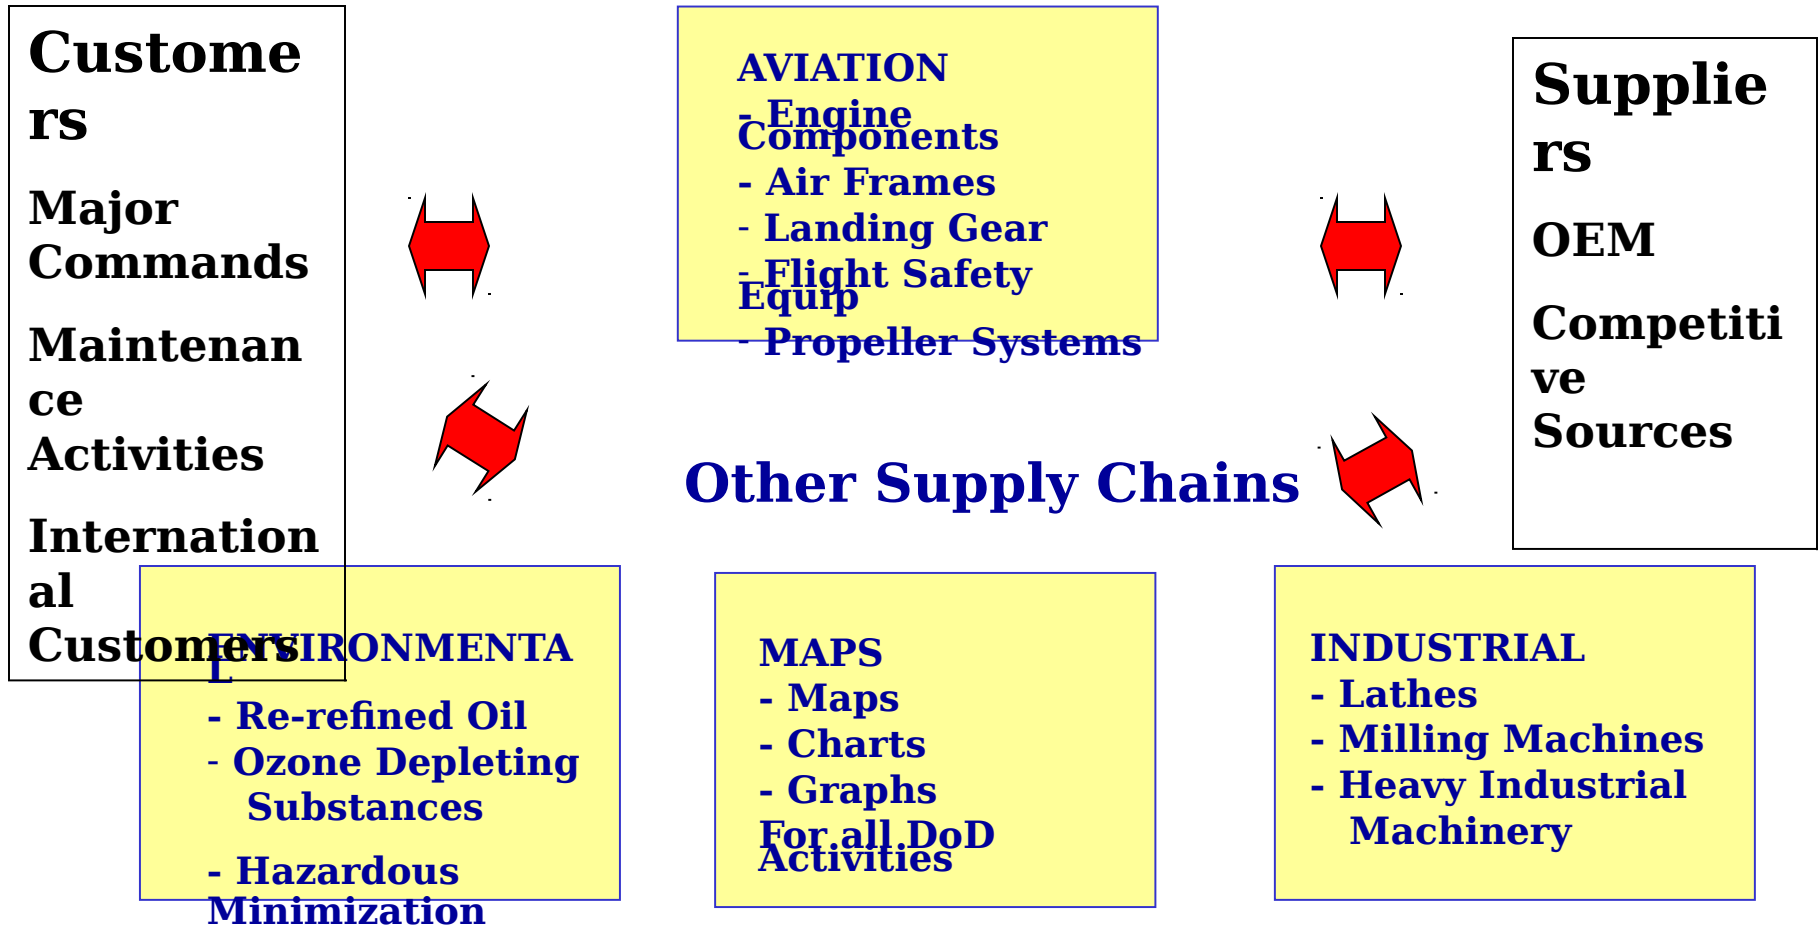 Custome
rs
Major
Commands
Maintenan
ce
Activities
Internation
al
Customers
AVIATION
- Engine
Components
- Air Frames
- Landing Gear
- Flight Safety
Equip
- Propeller Systems
Supplie
rs
OEM
Competiti
ve
Sources
Other Supply Chains
ENVIRONMENTA
L
- Re-refined Oil
- Ozone Depleting
Substances
- Hazardous
Minimization
MAPS
- Maps
- Charts
- Graphs
For all DoD
Activities
INDUSTRIAL
- Lathes
- Milling Machines
- Heavy Industrial
Machinery